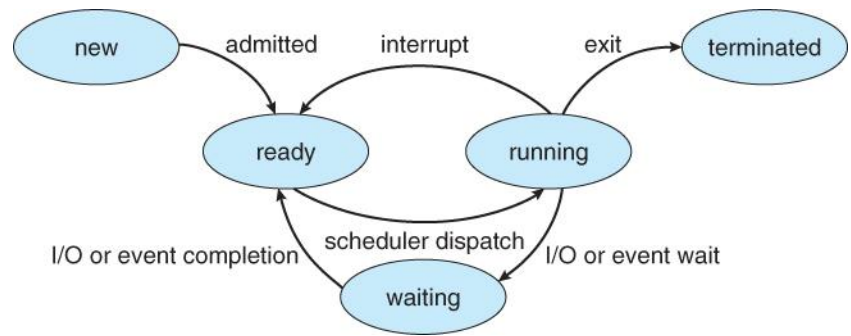 new
admitted
interrupt
exit
terminated
ready
running
I/O or event completion
scheduler dispatch
I/O or event wait
waiting